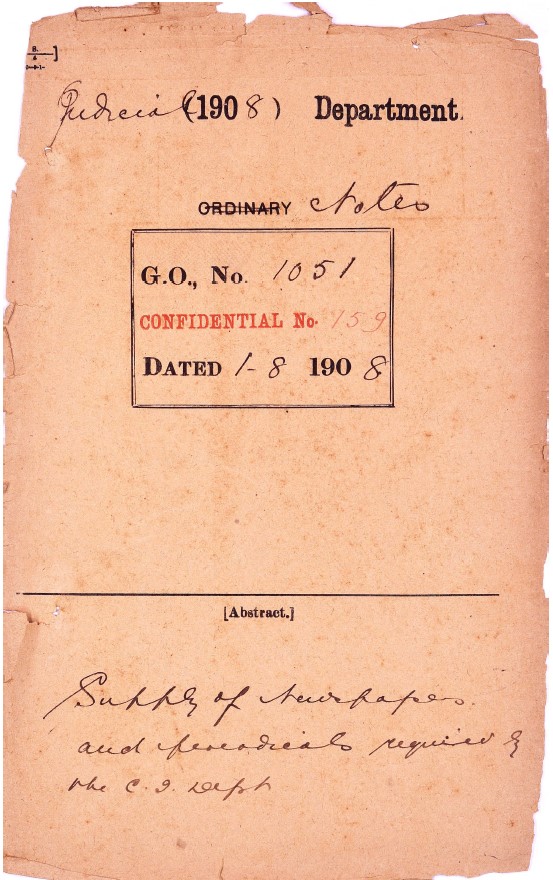 B.
A
Judicial (1908) Department.
ORDINARY Notes
G.O., No. 1051
CONFIDENTIAL No. 159
DATED 1-8 1908
[Abstract.]
Supply of Newspapers
and periodicals required by
the C. I. Dept